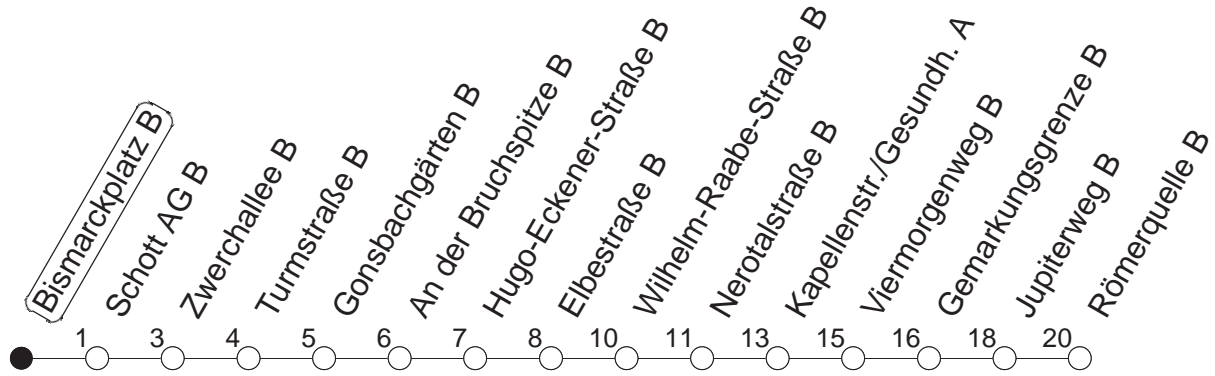 Bismarckplatz B
Schott AG B
Zwerchallee B
Turmstraße B
Gonsbachgärten B
An der Bruchspitze B
Hugo-Eckener-Straße B
Elbestraße B
Wilhelm-Raabe-Straße B
Nerotalstraße B
Kapellenstr./Gesundh. A
Viermorgenweg B
Gemarkungsgrenze B
Jupiterweg B
Römerquelle B
1 3 4 5 6 7 8 10 11 13 15 16 18 20